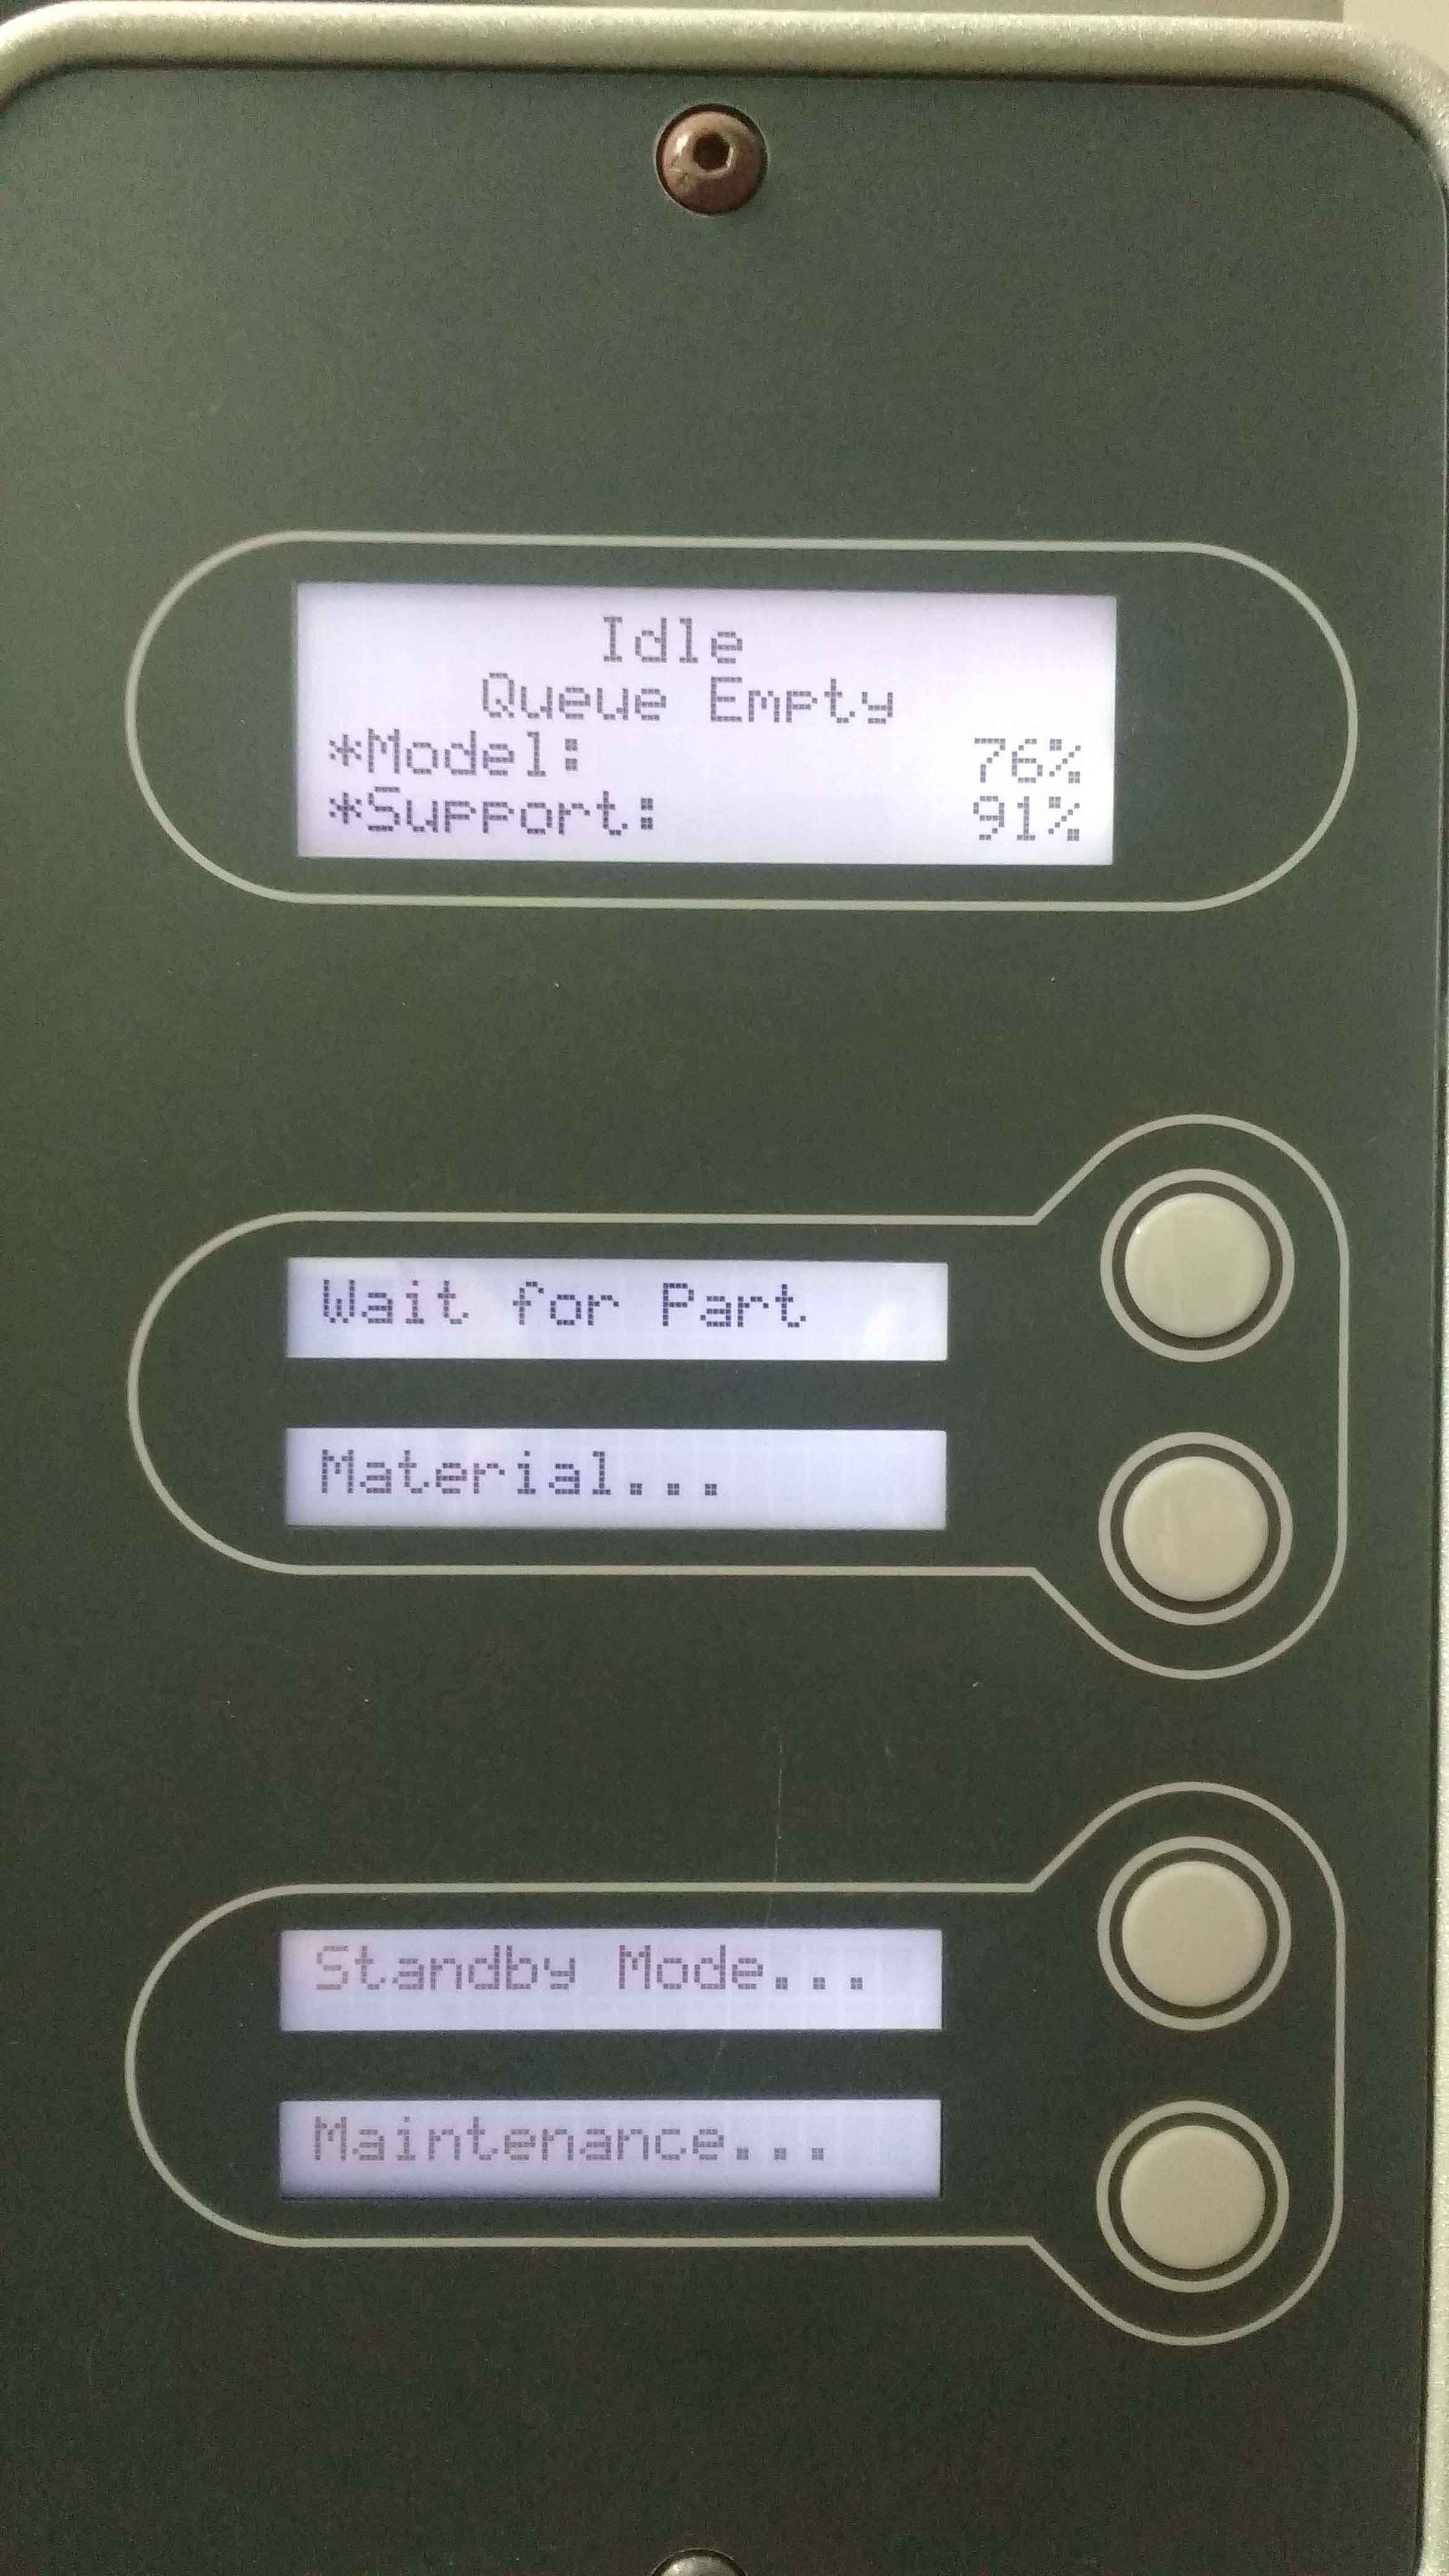 Idle
Queue Empty
*Model: 76%
*Support: 91%
Wait for Part
Material...
Standby Mode...
Maintenance...